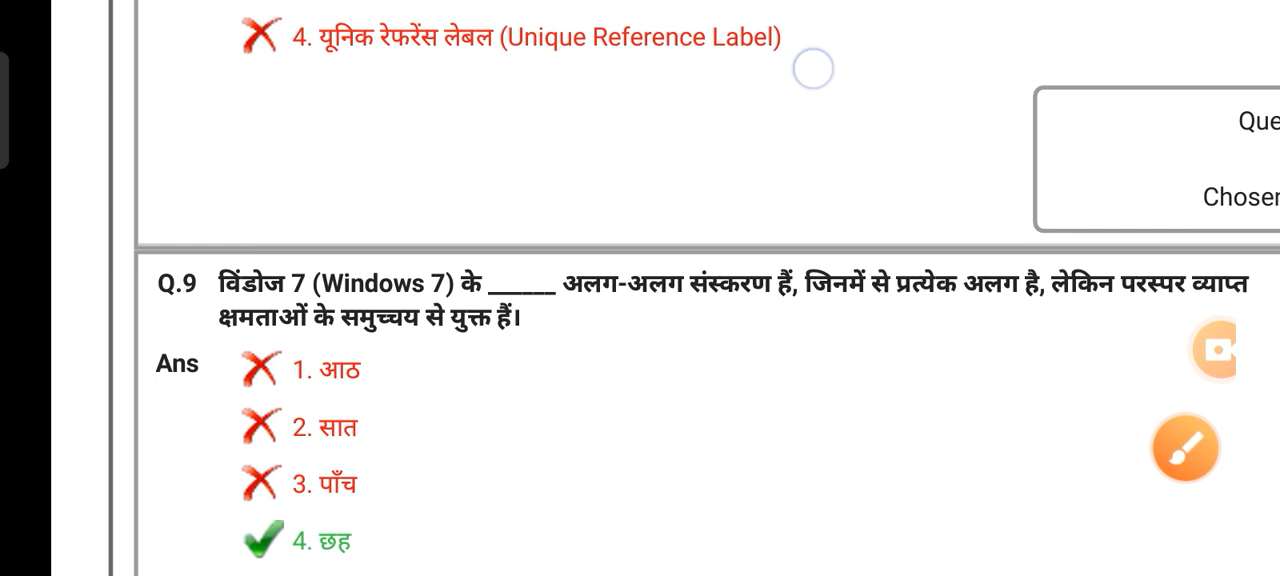 4. यूनिक रेफरेंस लेबल (Unique Reference Label)
Que
Chosen
Q.9 विंडोज 7 (Windows 7) के ______ अलग-अलग संस्करण हैं, जिनमें से प्रत्येक अलग है, लेकिन परस्पर व्याप्त
क्षमताओं के समुच्चय से युक्त हैं।
Ans 1. आठ
2. सात
3. पाँच
4. छह